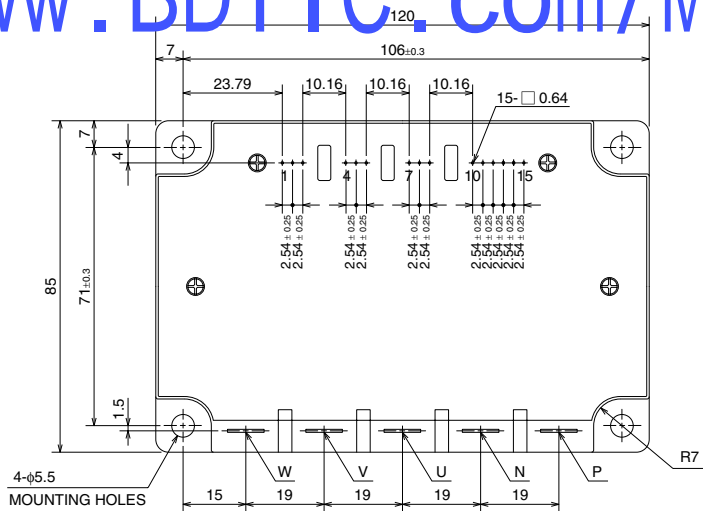 WW.BDTTC.com/M
120
7
106±0.3
23.79
10.16
10.16
10.16
15-□ 0.64
7
4
1
4
7
10
15
2.54 ± 0.25
2.54 ± 0.25
2.54 ± 0.25
2.54 ± 0.25
2.54 ± 0.25
2.54 ± 0.25
2.54 ± 0.25
2.54 ± 0.25
2.54 ± 0.25
2.54 ± 0.25
2.54 ± 0.25
85
71±0.3
1.5
4-ϕ5.5
MOUNTING HOLES
W
V
U
N
P
R7
15
19
19
19
19